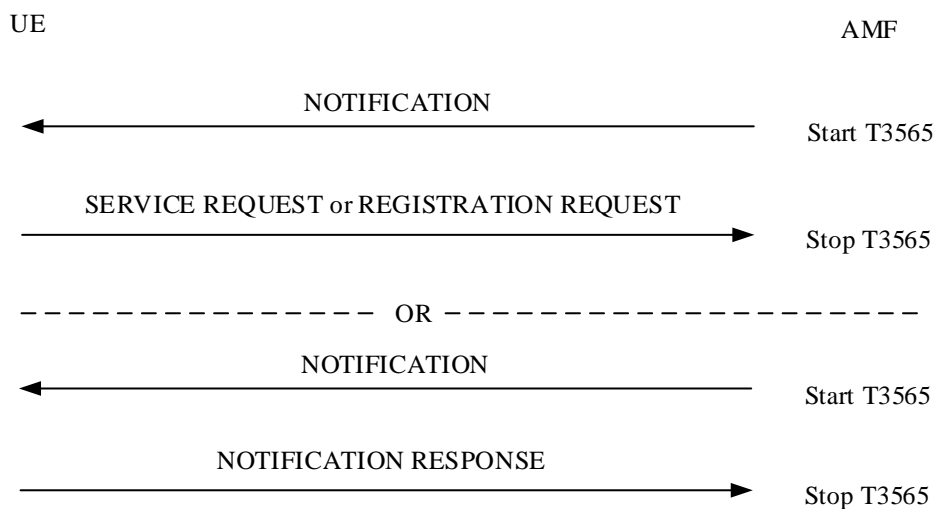 UE
AMF
NOTIFICATION
Start T3565
SERVICE REQUEST or REGISTRATION REQUEST
Stop T3565
OR
NOTIFICATION
Start T3565
NOTIFICATION RESPONSE
Stop T3565